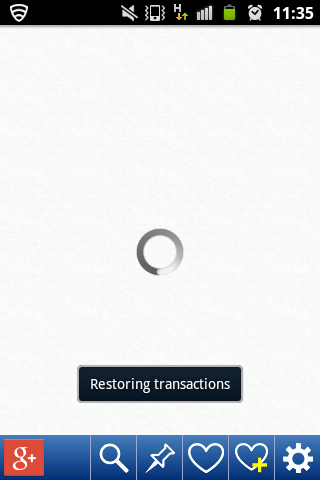 H 11:35
Restoring transactions
g+